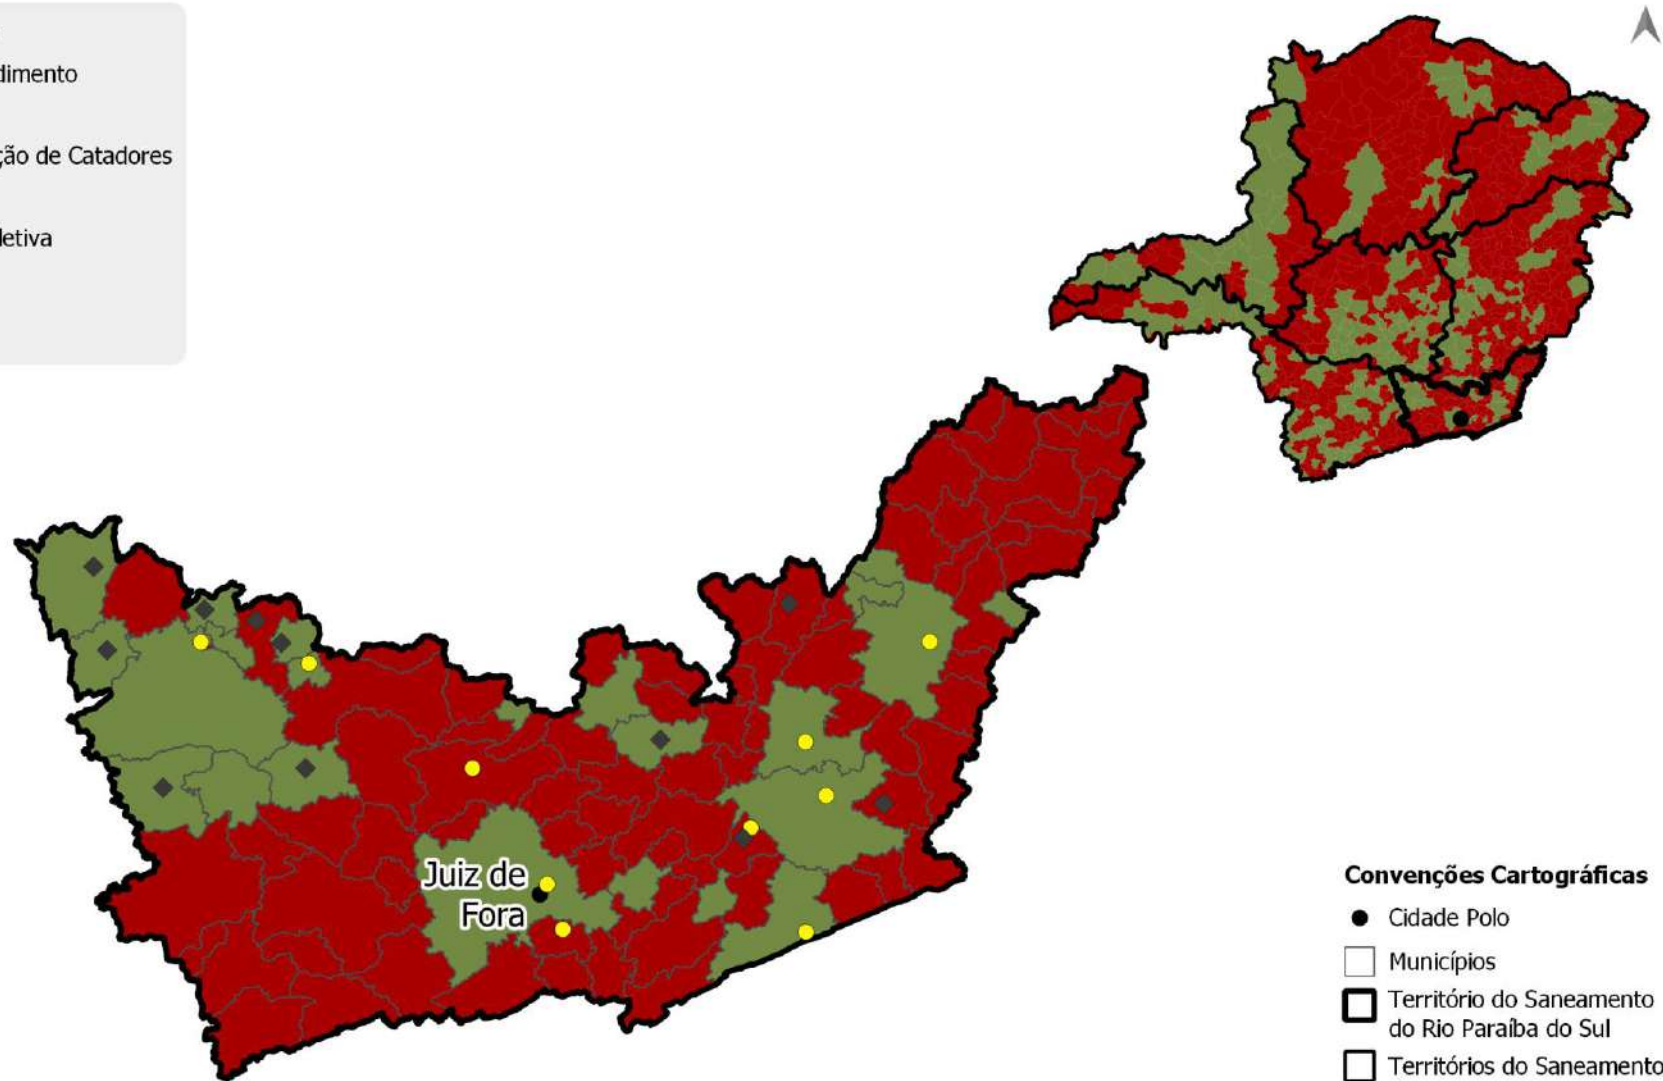 dimento
ção de Catadores
letiva
Juiz de
Fora
Convenções Cartográficas
Cidade Polo
Municípios
Território do Saneamento
do Rio Paraíba do Sul
Territórios do Saneamento